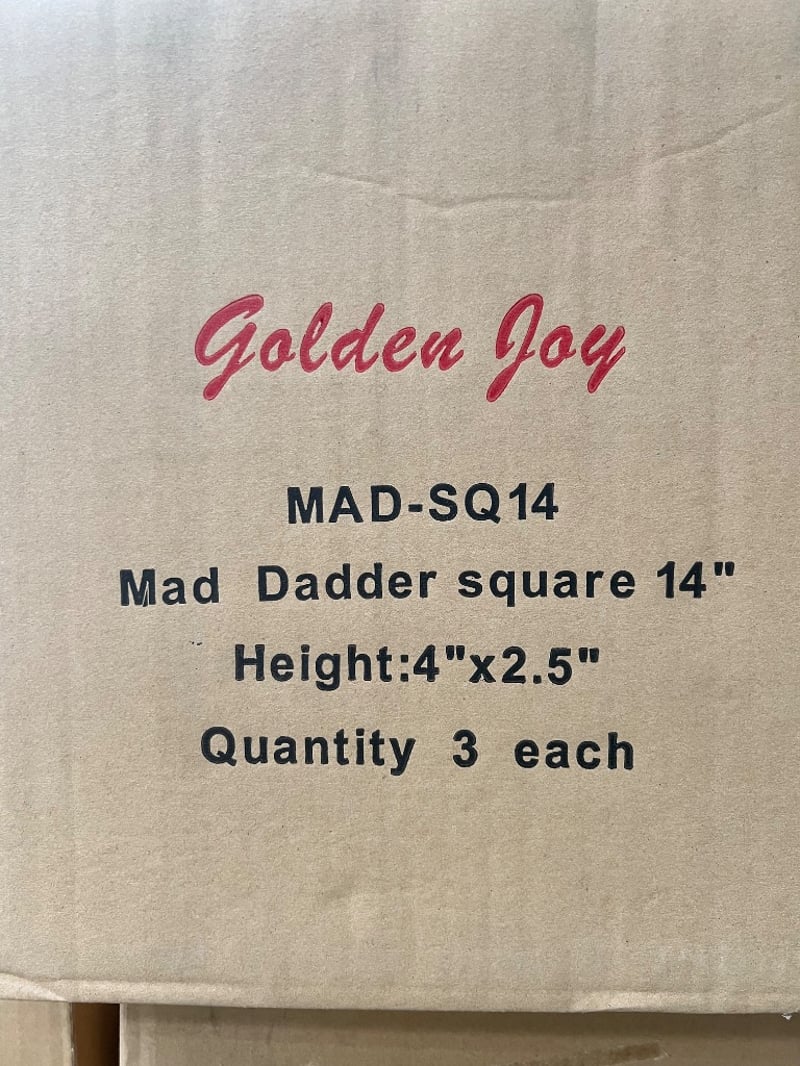 Golden Joy
MAD-SQ14
Mad Dadder square 14"
Height:4"x2.5"
Quantity 3 each